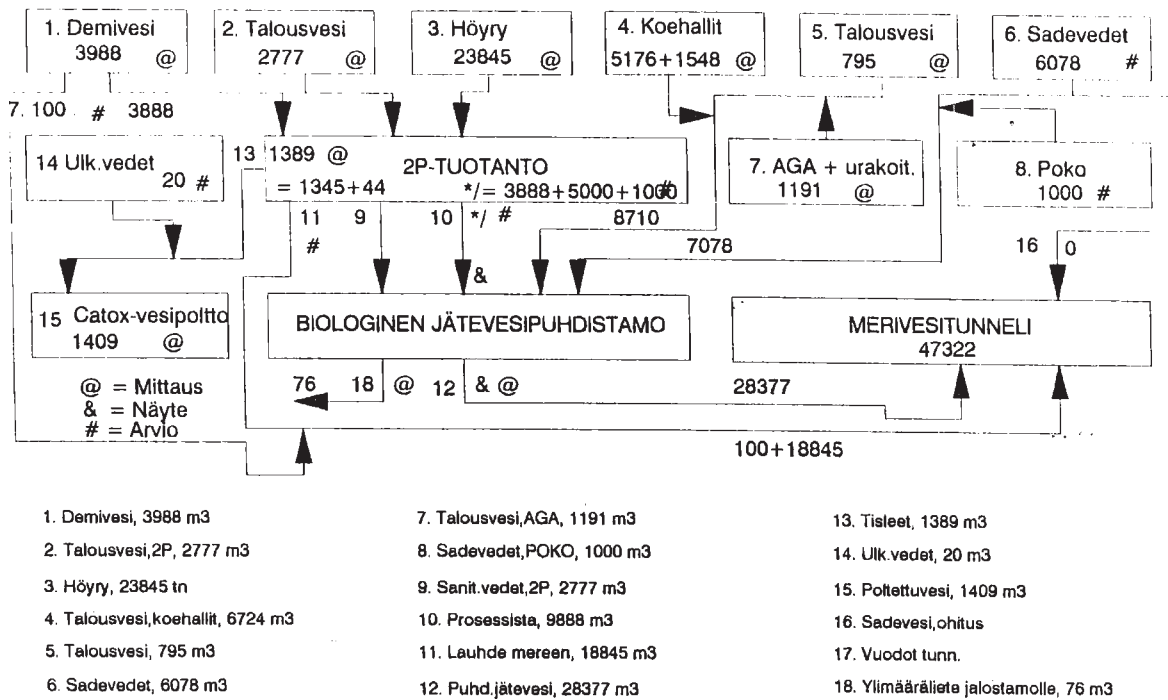 1. Demivesi
3988 @
2. Talousvesi
2777 @
3. Höyry
23845 @
4. Koehallit
5176+1548 @
5. Talousvesi
795 @
6. Sadevedet
6078 #
7. 100 # 3888
14 Ulk.vedet
20 #
13 1389 @
2P-TUOTANTO
= 1345+44 */= 3888+5000+1000
#
7. AGA + urakoit.
1191 @
8. Poko
1000 #
11 9 10 */ # 8710
#
7078
16 0
&
15 Catox-vesipoltto
1409 @
BIOLOGINEN JÄTEVESIPUHDISTAMO
MERIVESITUNNELI
47322
76 18 @ 12 & @ 28377
@ = Mittaus
& = Näyte
# = Arvio
100+18845
1. Demivesi, 3988 m3
2. Talousvesi,2P, 2777 m3
3. Höyry, 23845 tn
4. Talousvesi,koehallit, 6724 m3
5. Talousvesi, 795 m3
6. Sadevedet, 6078 m3
7. Talousvesi,AGA, 1191 m3
8. Sadevedet,POKO, 1000 m3
9. Sanit.vedet,2P, 2777 m3
10. Prosessista, 9888 m3
11. Lauhde mereen, 18845 m3
12. Puhd.jätevesi, 28377 m3
13. Tisleet, 1389 m3
14. Ulk.vedet, 20 m3
15. Poltettuvesi, 1409 m3
16. Sadevesi,ohitus
17. Vuodot tunn.
18. Ylimääräliete jalostamolle, 76 m3